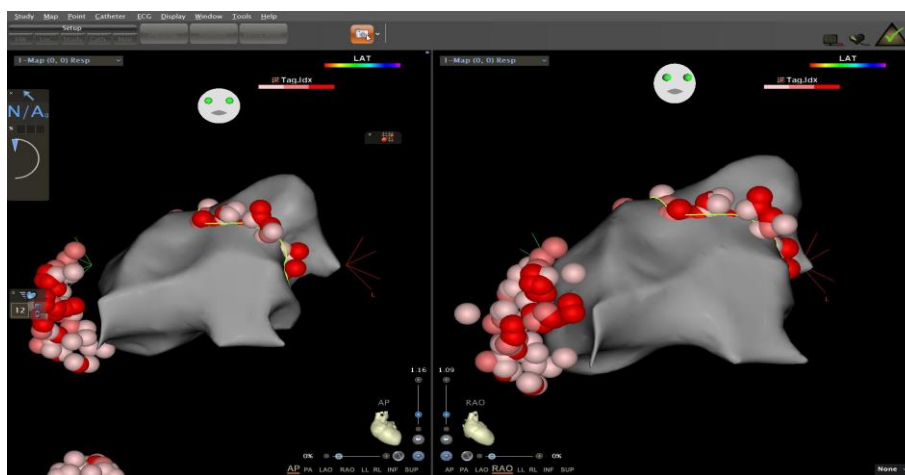 Study Map Point Catheter ECG Display Window Tools Help
Setup
1-Map (0, 0) Resp
LAT
Tag.Idx
N/A
12
L
1.16
AP
0%
AP PA LAO RAO LL RL INF SUP
1-Map (0, 0) Resp
LAT
Tag.Idx
L
1.09
RAO
0%
AP PA LAO RAO LL RL INF SUP
None